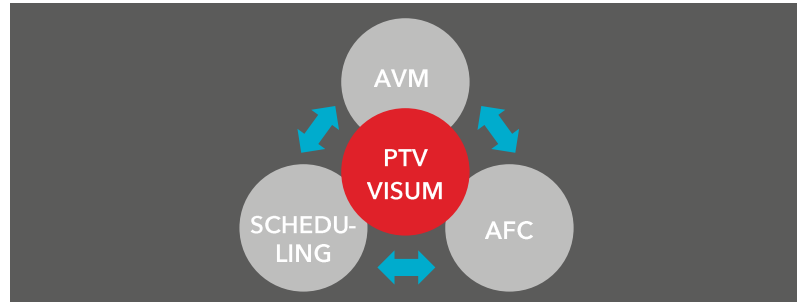 AVM
PTV
VISUM
SCHEDU-
LING
AFC